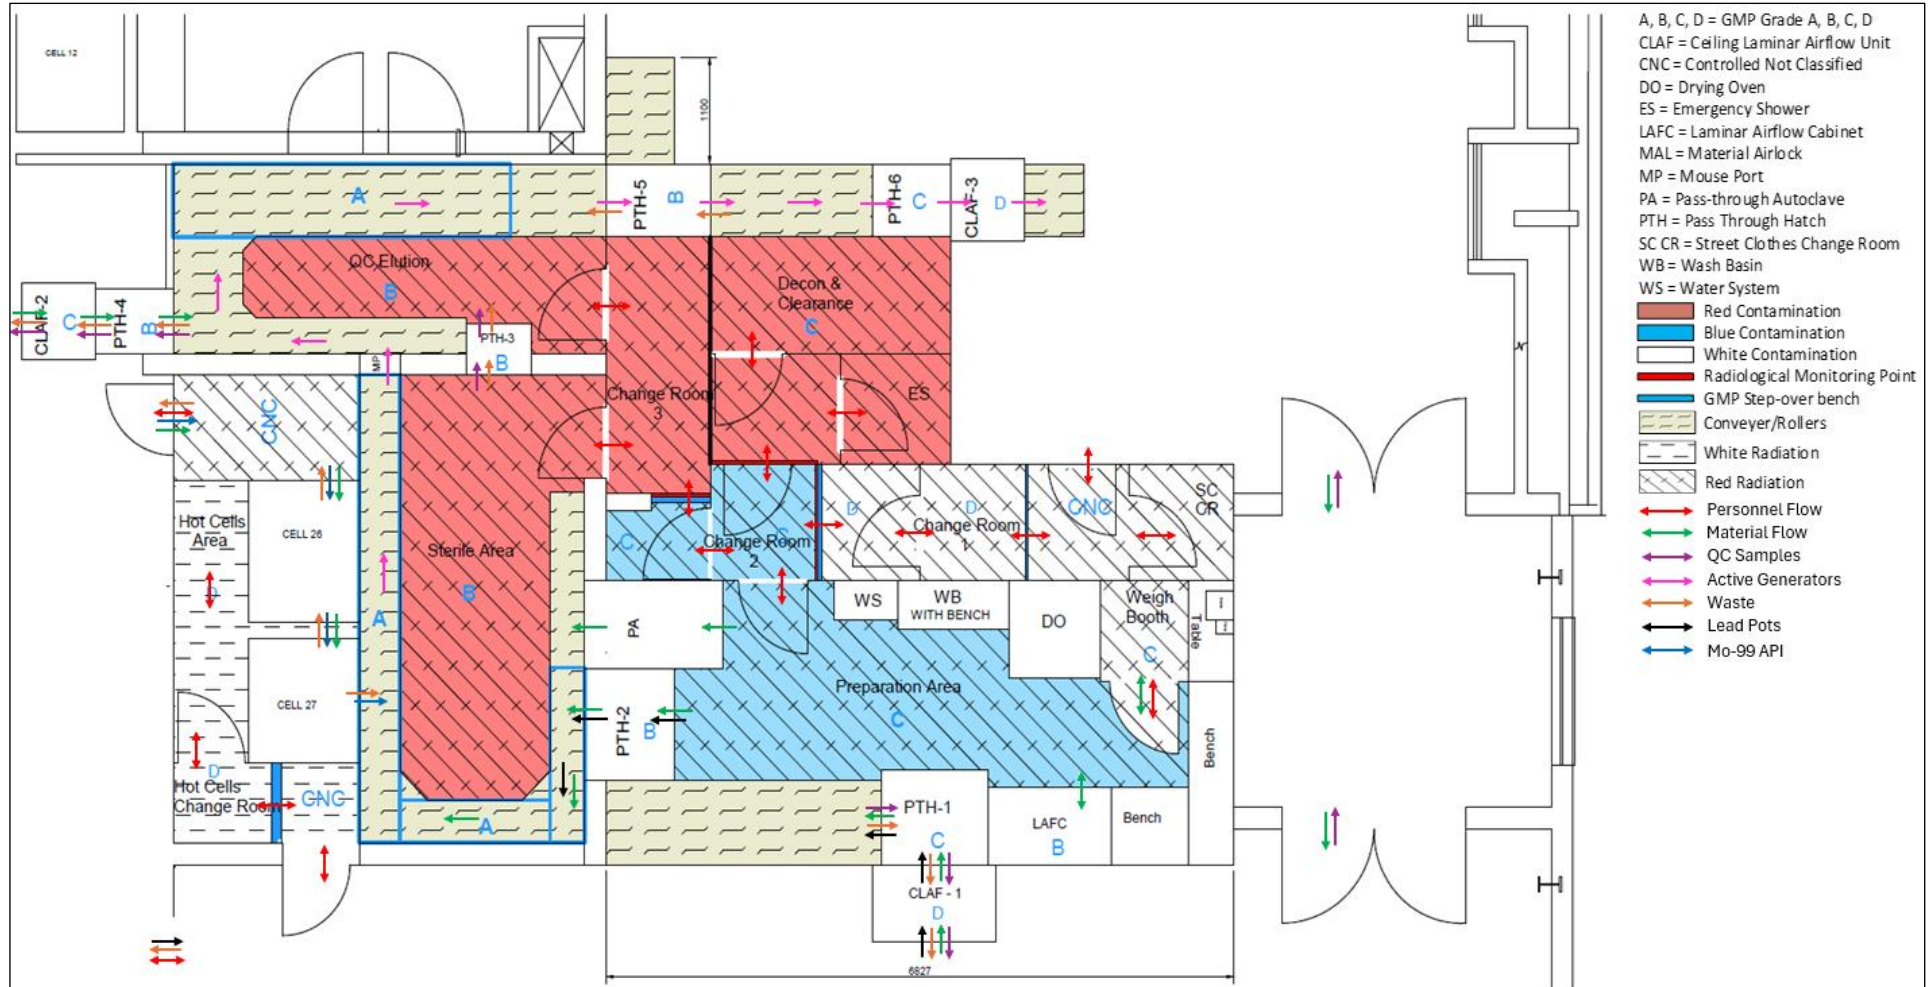 CELL 12
1100
A
PTH-5
B
PTH-6
C
CLAF-3
D
QC Elution
B
Decon &
Clearance
C
CLAF-2
C
PTH-4
B
PTH-3
B
MP
CNC
Change Room
3
ES
Hot Cells
Area
D
CELL 26
Sterile Area
B
A
C
Change Room
2
C
D
Change Room
1
D
CNC
SC
CR
PA
WS
WB
WITH BENCH
DO
Weigh
Booth
C
Table
CELL 27
PTH-2
B
Preparation Area
C
Bench
D
Hot Cells
Change Room
CNC
A
PTH-1
C
LAFC
B
Bench
CLAF - 1
D
6827
A, B, C, D = GMP Grade A, B, C, D
CLAF = Ceiling Laminar Airflow Unit
CNC = Controlled Not Classified
DO = Drying Oven
ES = Emergency Shower
LAFC = Laminar Airflow Cabinet
MAL = Material Airlock
MP = Mouse Port
PA = Pass-through Autoclave
PTH = Pass Through Hatch
SC CR = Street Clothes Change Room
WB = Wash Basin
WS = Water System
Red Contamination
Blue Contamination
White Contamination
Radiological Monitoring Point
GMP Step-over bench
Conveyer/Rollers
White Radiation
Red Radiation
Personnel Flow
Material Flow
QC Samples
Active Generators
Waste
Lead Pots
Mo-99 API